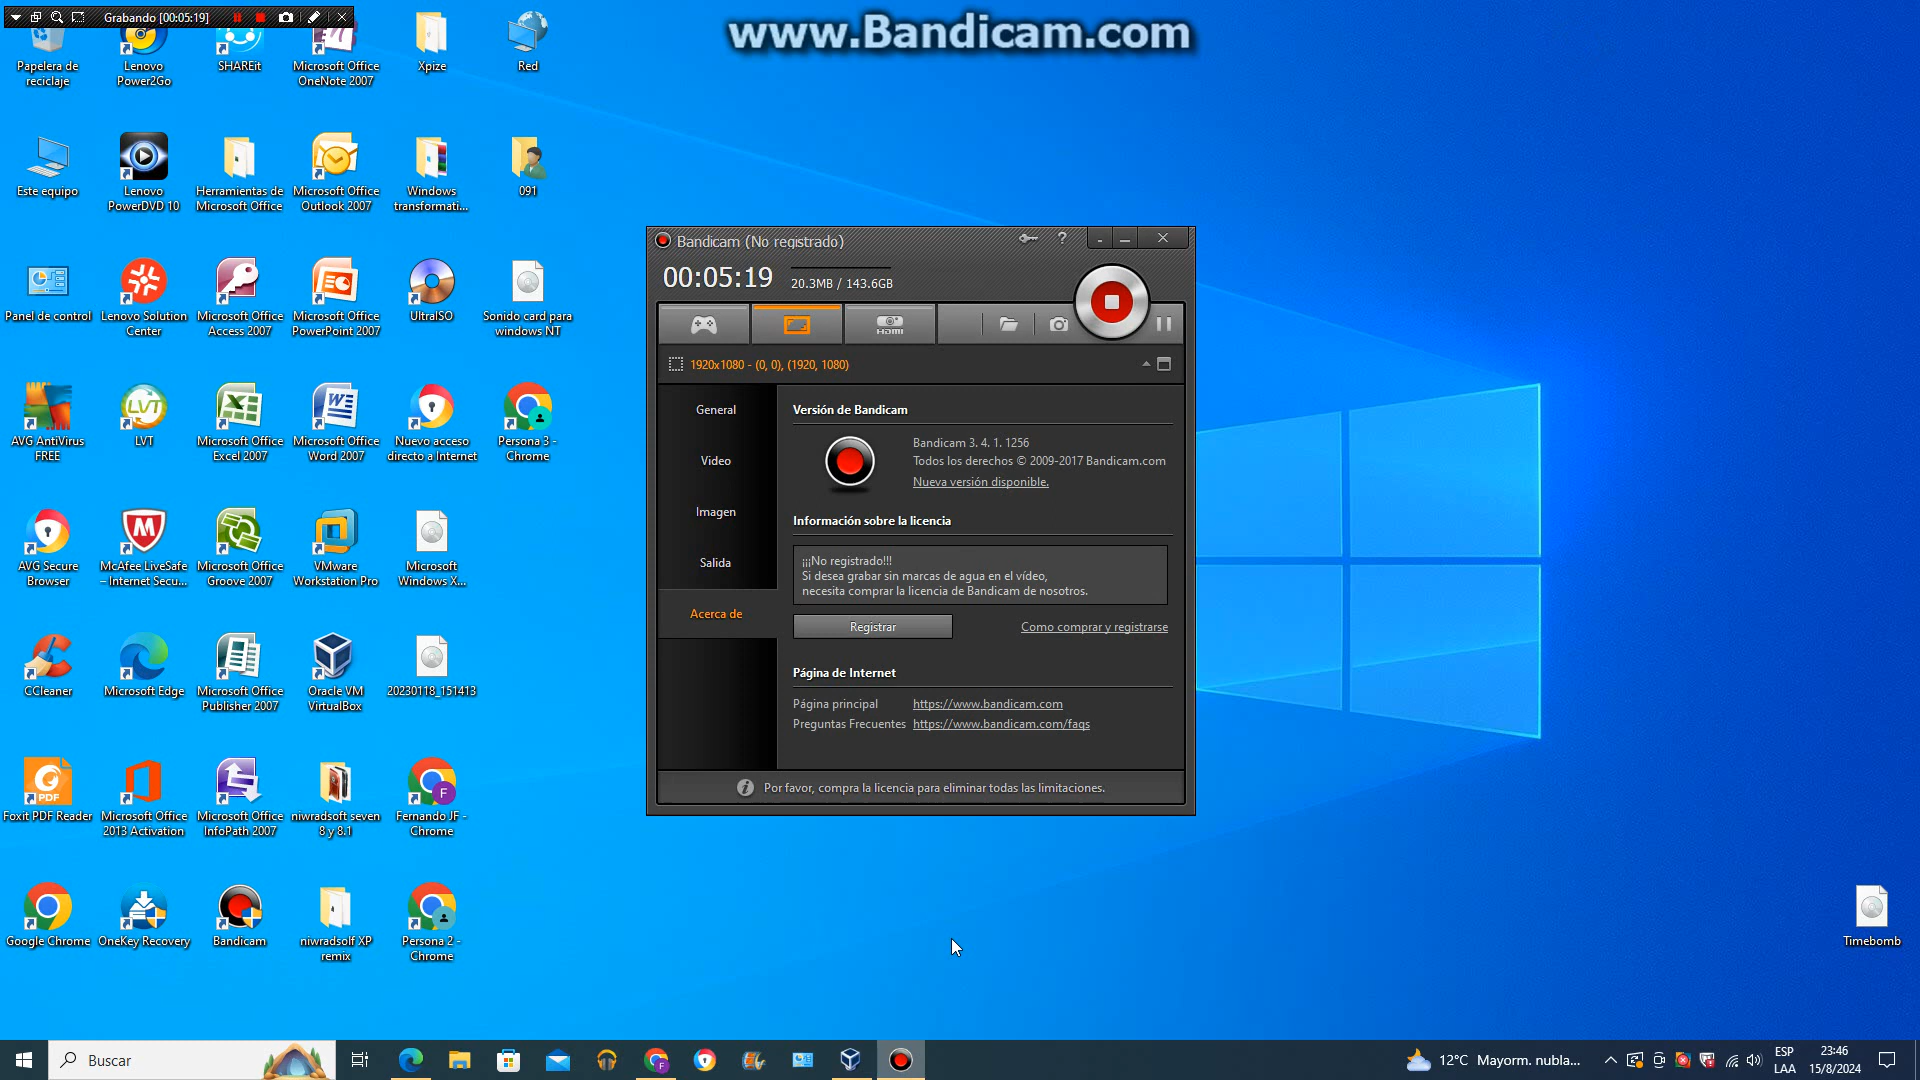 Grabando [00:05:19]
www.Bandicam.com
Papelera de
reciclaje
Lenovo
Power2Go
SHAREit
Microsoft Office
OneNote 2007
Xpize
Red
Este equipo
Lenovo
PowerDVD 10
Herramientas de
Microsoft Office
Microsoft Office
Outlook 2007
Windows
transformati...
091
Panel de control
Lenovo Solution
Center
Microsoft Office
Access 2007
Microsoft Office
PowerPoint 2007
UltraISO
Sonido card para
windows NT
AVG AntiVirus
FREE
LVT
Microsoft Office
Excel 2007
Microsoft Office
Word 2007
Nuevo acceso
directo a Internet
Persona 3 -
Chrome
AVG Secure
Browser
McAfee LiveSafe
– Internet Secu...
Microsoft Office
Groove 2007
VMware
Workstation Pro
Microsoft
Windows X...
CCleaner
Microsoft Edge
Microsoft Office
Publisher 2007
Oracle VM
VirtualBox
20230118_151413
Foxit PDF Reader
Microsoft Office
2013 Activation
Microsoft Office
InfoPath 2007
niwradsoft seven
8 y 8.1
Fernando JF -
Chrome
Google Chrome
OneKey Recovery
Bandicam
niwradsolf XP
remix
Persona 2 -
Chrome
Timebomb
Bandicam (No registrado)
00:05:19
20.3MB / 143.6GB
HDMI
1920x1080 - (0, 0), (1920, 1080)
General
Video
Imagen
Salida
Acerca de
Versión de Bandicam
Bandicam 3. 4. 1. 1256
Todos los derechos © 2009-2017 Bandicam.com
Nueva versión disponible.
Información sobre la licencia
¡¡¡No registrado!!!
Si desea grabar sin marcas de agua en el vídeo,
necesita comprar la licencia de Bandicam de nosotros.
Registrar
Como comprar y registrarse
Página de Internet
Página principal
https://www.bandicam.com
Preguntas Frecuentes
https://www.bandicam.com/faqs
Por favor, compra la licencia para eliminar todas las limitaciones.
Buscar
12°C Mayorm. nubla...
ESP
LAA
23:46
15/8/2024